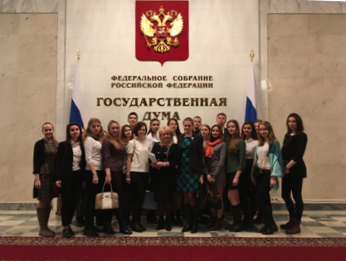 ФЕДЕРАЛЬНОЕ СОБРАНИЕ
РОССИЙСКОЙ ФЕДЕРАЦИИ
ГОСУДАРСТВЕННАЯ
ДУМА